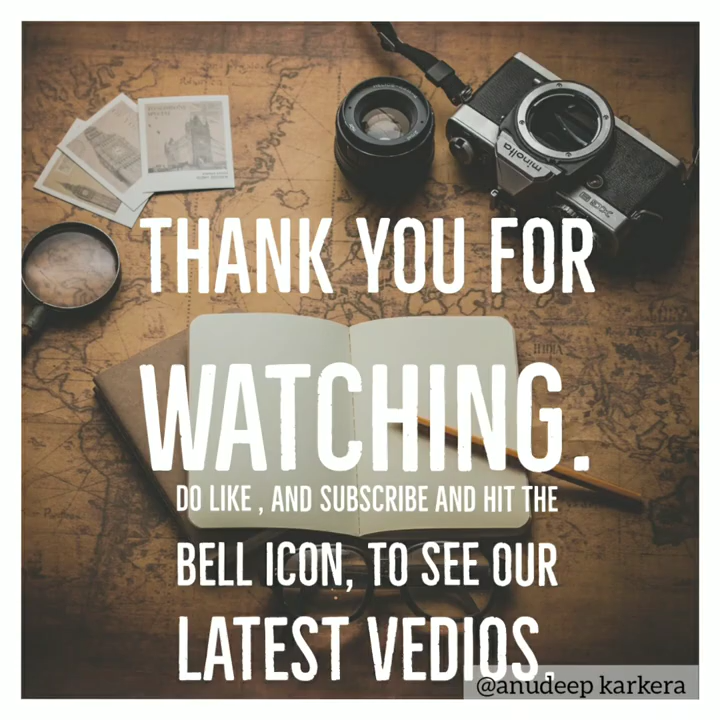 minolta
THANK YOU FOR
INDIA
WATCHING.
DO LIKE , AND SUBSCRIBE AND HIT THE
BELL ICON, TO SEE OUR
LATEST VEDIOS.
@anudeep karkera